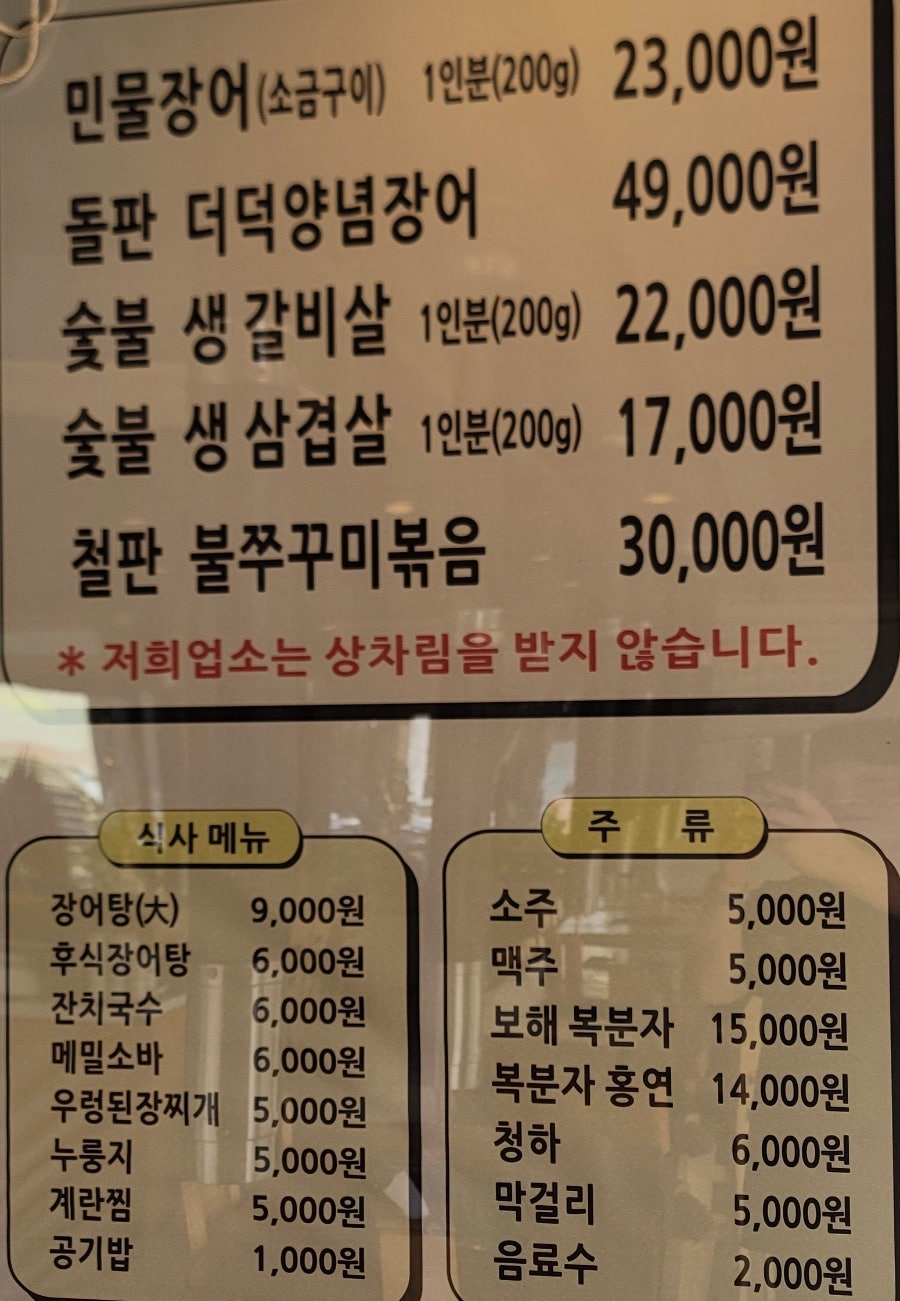 민물장어(소금구이) 1인분(200g) 23,000원
돌판 더덕양념장어 49,000원
숯불 생 갈비살 1인분(200g) 22,000원
숯불 생 삼겹살 1인분(200g) 17,000원
철판 불쭈꾸미볶음 30,000원
* 저희업소는 상차림을 받지 않습니다.
식사 메뉴
장어탕(大) 9,000원
후식장어탕 6,000원
잔치국수 6,000원
메밀소바 6,000원
우렁된장찌개 5,000원
누룽지 5,000원
계란찜 5,000원
공기밥 1,000원
주 류
소주 5,000원
맥주 5,000원
보해 복분자 15,000원
복분자 홍연 14,000원
청하 6,000원
막걸리 5,000원
음료수 2,000원